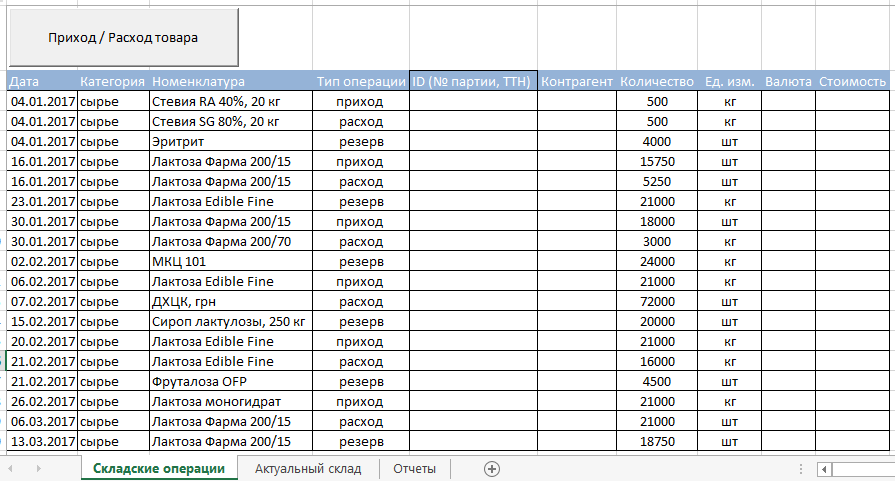 Приход / Расход товара
Дата Категория Номенклатура Тип операции ID (№ партии, ТТН) Контрагент Количество Ед. изм. Валюта Стоимость
04.01.2017 сырье Стевия RA 40%, 20 кг приход 500 кг
04.01.2017 сырье Стевия SG 80%, 20 кг расход 500 кг
04.01.2017 сырье Эритрит резерв 4000 шт
16.01.2017 сырье Лактоза Фарма 200/15 приход 15750 шт
16.01.2017 сырье Лактоза Фарма 200/15 расход 5250 шт
23.01.2017 сырье Лактоза Edible Fine резерв 21000 кг
30.01.2017 сырье Лактоза Фарма 200/15 приход 18000 шт
30.01.2017 сырье Лактоза Фарма 200/70 расход 3000 кг
02.02.2017 сырье МКЦ 101 резерв 24000 кг
06.02.2017 сырье Лактоза Edible Fine приход 21000 кг
07.02.2017 сырье ДХЦК, грн расход 72000 шт
15.02.2017 сырье Сироп лактулозы, 250 кг резерв 20000 шт
20.02.2017 сырье Лактоза Edible Fine приход 21000 кг
21.02.2017 сырье Лактоза Edible Fine расход 16000 кг
21.02.2017 сырье Фруталоза OFP резерв 4500 шт
26.02.2017 сырье Лактоза моногидрат приход 21000 кг
06.03.2017 сырье Лактоза Фарма 200/15 расход 21000 шт
13.03.2017 сырье Лактоза Фарма 200/15 резерв 18750 шт
Складские операции Актуальный склад Отчеты